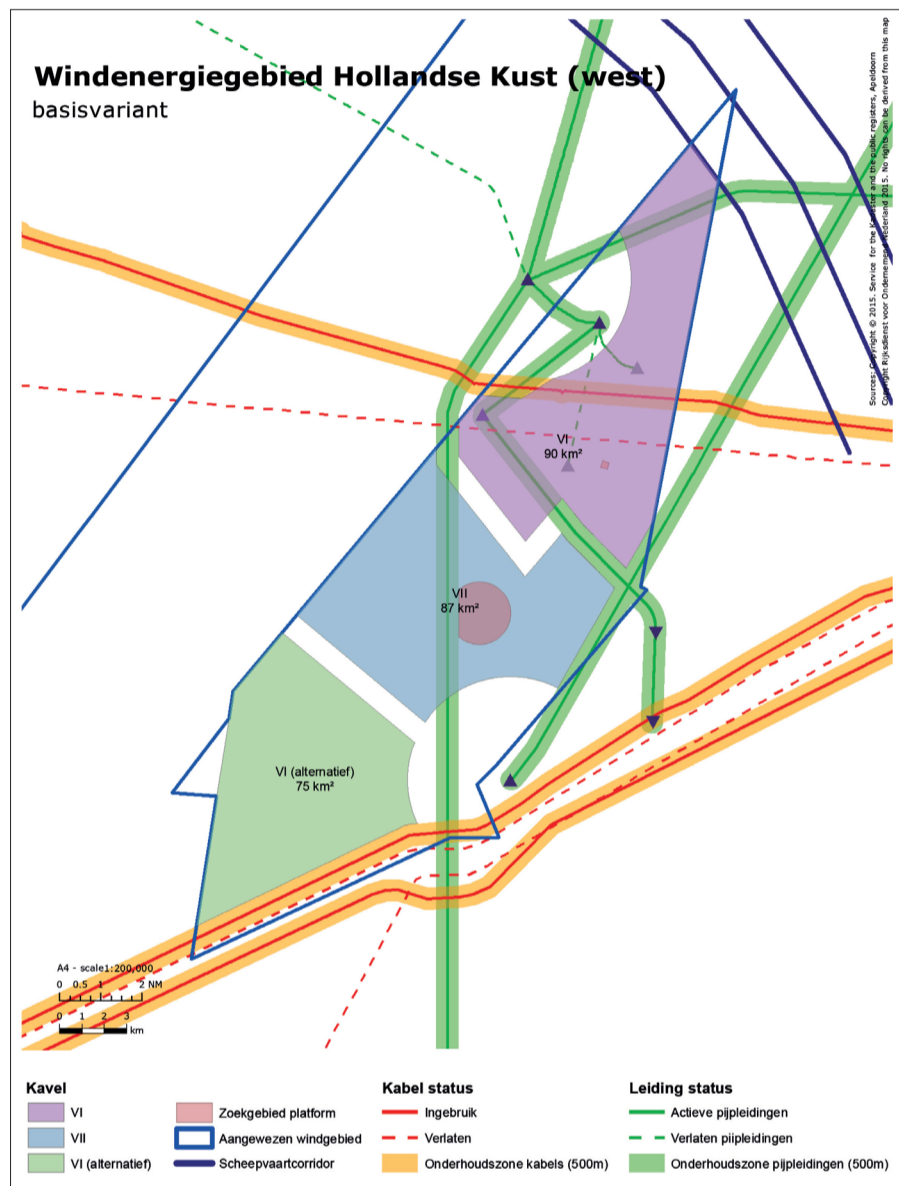 Windenergiegebied Hollandse Kust (west)
basisvariant
Sources: Copyright © 2015. Service for the Kadaster and the public registers, Apeldoorn
Copyright Rijksdienst voor Ondernemend Nederland 2015. No rights can be derived from this map
VI
90 km²
VII
87 km²
VI (alternatief)
75 km²
A4 - scale1:200,000
0 0.5 1 2 NM
0 1 2 3
km
Kavel
VI
VII
VI (alternatief)
Zoekgebied platform
Aangewezen windgebied
Scheepvaartcorridor
Kabel status
Ingebruik
Verlaten
Onderhoudszone kabels (500m)
Leiding status
Actieve pijpleidingen
Verlaten pijpleidingen
Onderhoudszone pijpleidingen (500m)